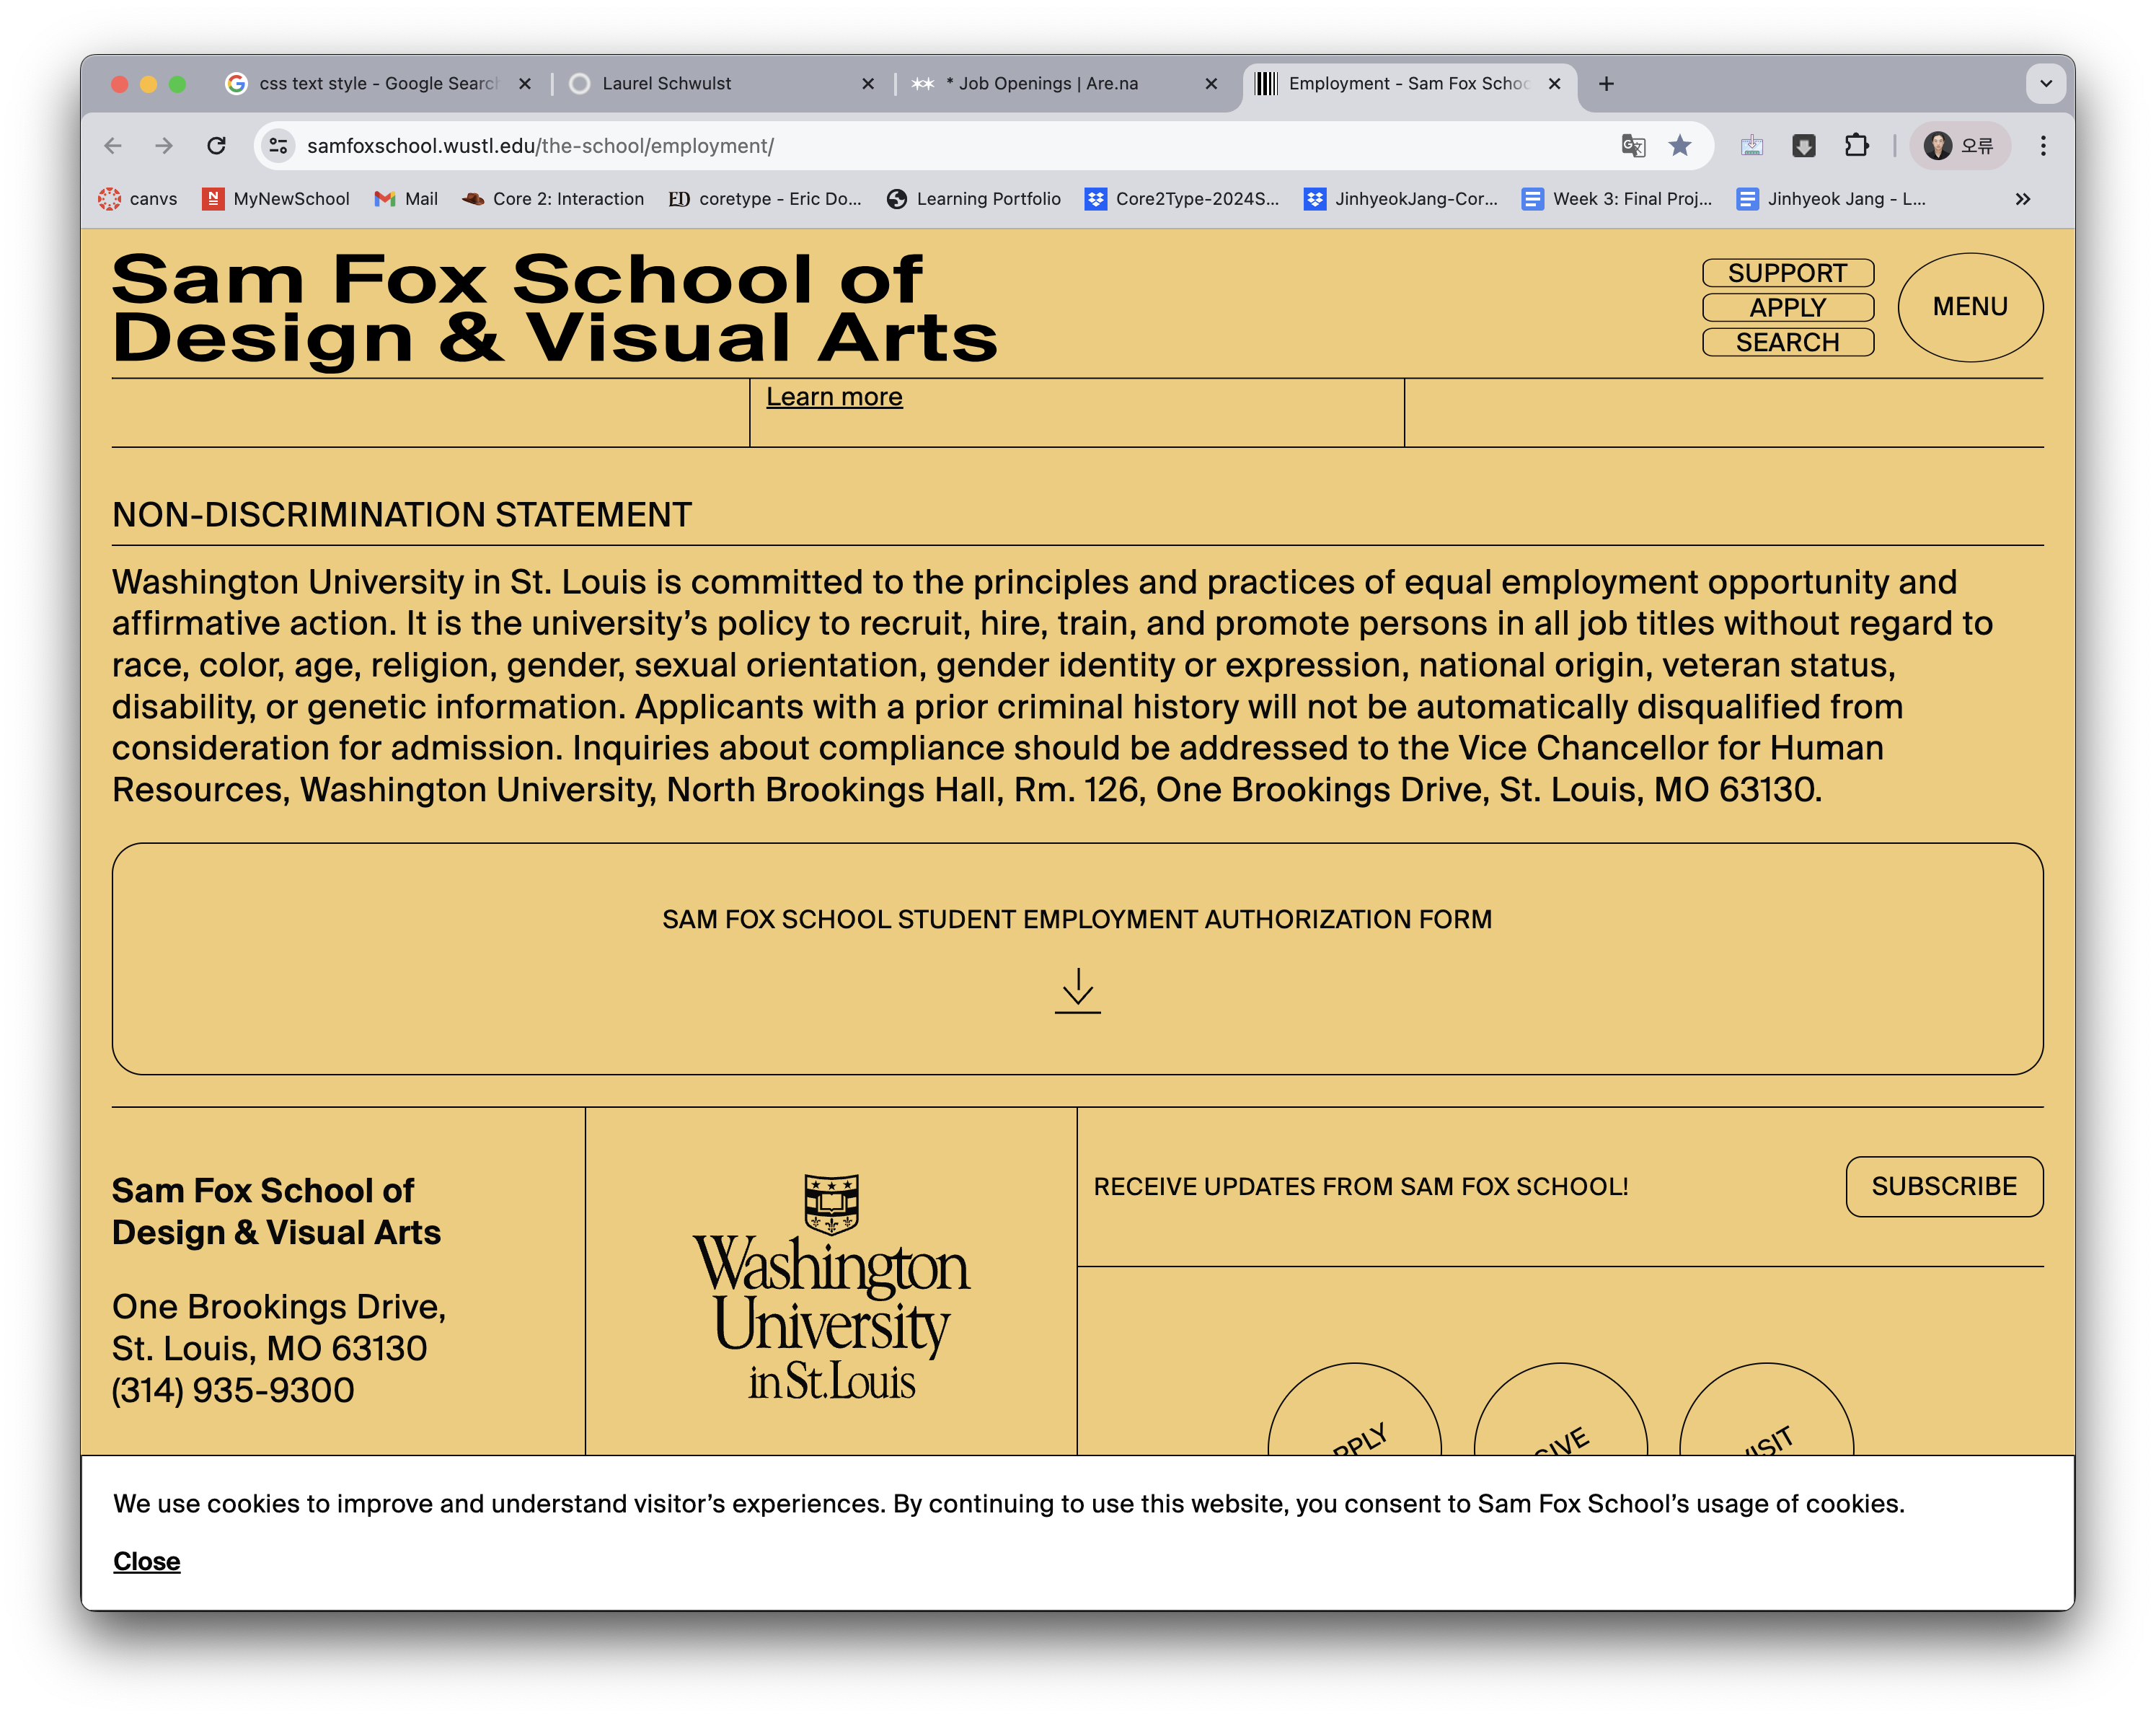 css text style - Google Search
Laurel Schwulst
* Job Openings | Are.na
Employment - Sam Fox Schoo
samfoxschool.wustl.edu/the-school/employment/
오류
canvs
MyNewSchool
Mail
Core 2: Interaction
coretype - Eric Do...
Learning Portfolio
Core2Type-2024S...
JinhyeokJang-Cor...
Week 3: Final Proj...
Jinhyeok Jang - L...
Sam Fox School of
Design & Visual Arts
SUPPORT
APPLY
SEARCH
MENU
Learn more
NON-DISCRIMINATION STATEMENT
Washington University in St. Louis is committed to the principles and practices of equal employment opportunity and
affirmative action. It is the university’s policy to recruit, hire, train, and promote persons in all job titles without regard to
race, color, age, religion, gender, sexual orientation, gender identity or expression, national origin, veteran status,
disability, or genetic information. Applicants with a prior criminal history will not be automatically disqualified from
consideration for admission. Inquiries about compliance should be addressed to the Vice Chancellor for Human
Resources, Washington University, North Brookings Hall, Rm. 126, One Brookings Drive, St. Louis, MO 63130.
SAM FOX SCHOOL STUDENT EMPLOYMENT AUTHORIZATION FORM
Sam Fox School of
Design & Visual Arts
One Brookings Drive,
St. Louis, MO 63130
(314) 935-9300
Washington
University
in St. Louis
RECEIVE UPDATES FROM SAM FOX SCHOOL!
SUBSCRIBE
PPLY
GIVE
VISIT
We use cookies to improve and understand visitor’s experiences. By continuing to use this website, you consent to Sam Fox School’s usage of cookies.
Close